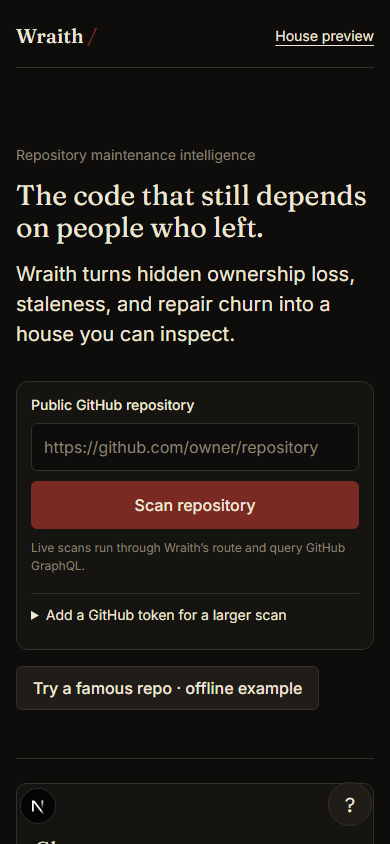 Wraith /
House preview
Repository maintenance intelligence
The code that still depends
on people who left.
Wraith turns hidden ownership loss,
staleness, and repair churn into a
house you can inspect.
Public GitHub repository
https://github.com/owner/repository
Scan repository
Live scans run through Wraith’s route and query GitHub
GraphQL.
Add a GitHub token for a larger scan
Try a famous repo · offline example
N
?